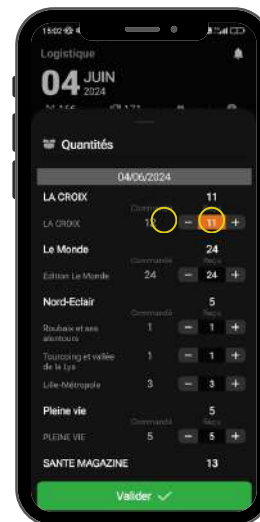 15:02
Logistique
04 JUIN
2024
Quantités
04/06/2024
LA CROIX 11
Commandé Reçu
LA CROIX 12 − 11 +
Le Monde 24
Commandé Reçu
Edition Le Monde 24 − 24 +
Nord-Eclair 5
Commandé Reçu
Roubaix et ses 1 − 1 +
alentours
Tourcoing et vallée 1 − 1 +
de la Lys
Lille-Métropole 3 − 3 +
Pleine vie 5
Commandé Reçu
PLEINE VIE 5 − 5 +
SANTE MAGAZINE 13
Valider